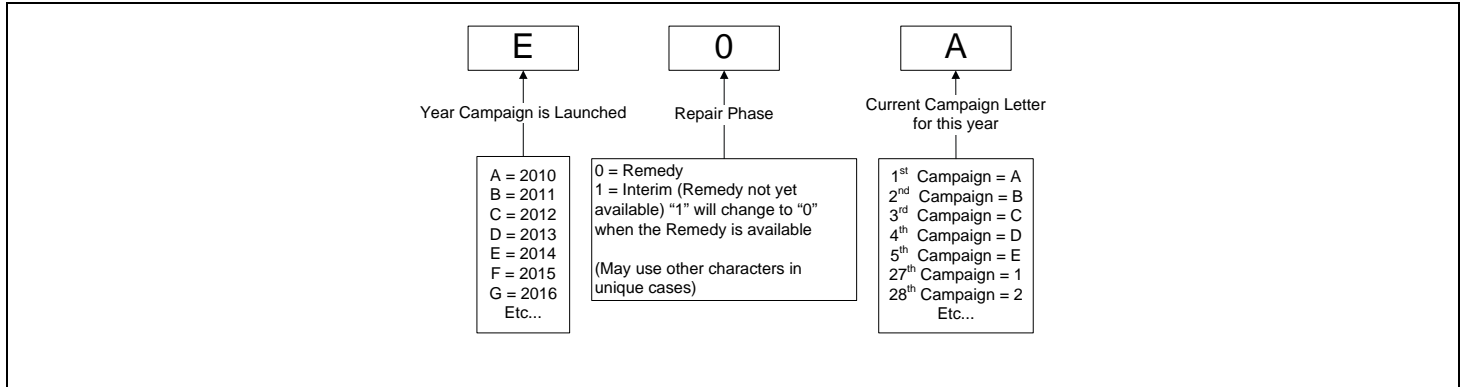 E
0
A
Year Campaign is Launched
Repair Phase
Current Campaign Letter
for this year
A = 2010
B = 2011
C = 2012
D = 2013
E = 2014
F = 2015
G = 2016
Etc...
0 = Remedy
1 = Interim (Remedy not yet
available) “1” will change to “0”
when the Remedy is available
(May use other characters in
unique cases)
1st Campaign = A
2nd Campaign = B
3rd Campaign = C
4th Campaign = D
5th Campaign = E
27th Campaign = 1
28th Campaign = 2
Etc...